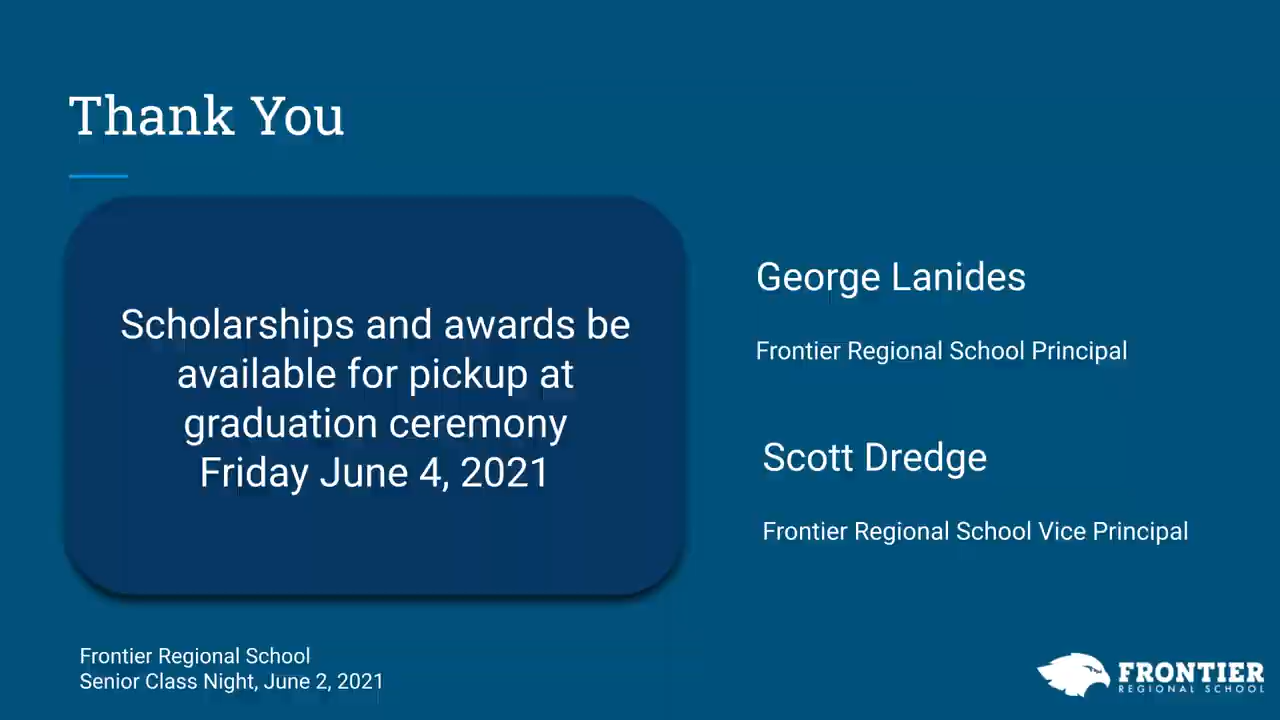 Thank You
Scholarships and awards be
available for pickup at
graduation ceremony
Friday June 4, 2021
George Lanides
Frontier Regional School Principal
Scott Dredge
Frontier Regional School Vice Principal
Frontier Regional School
Senior Class Night, June 2, 2021
FRONTIER
REGIONAL SCHOOL